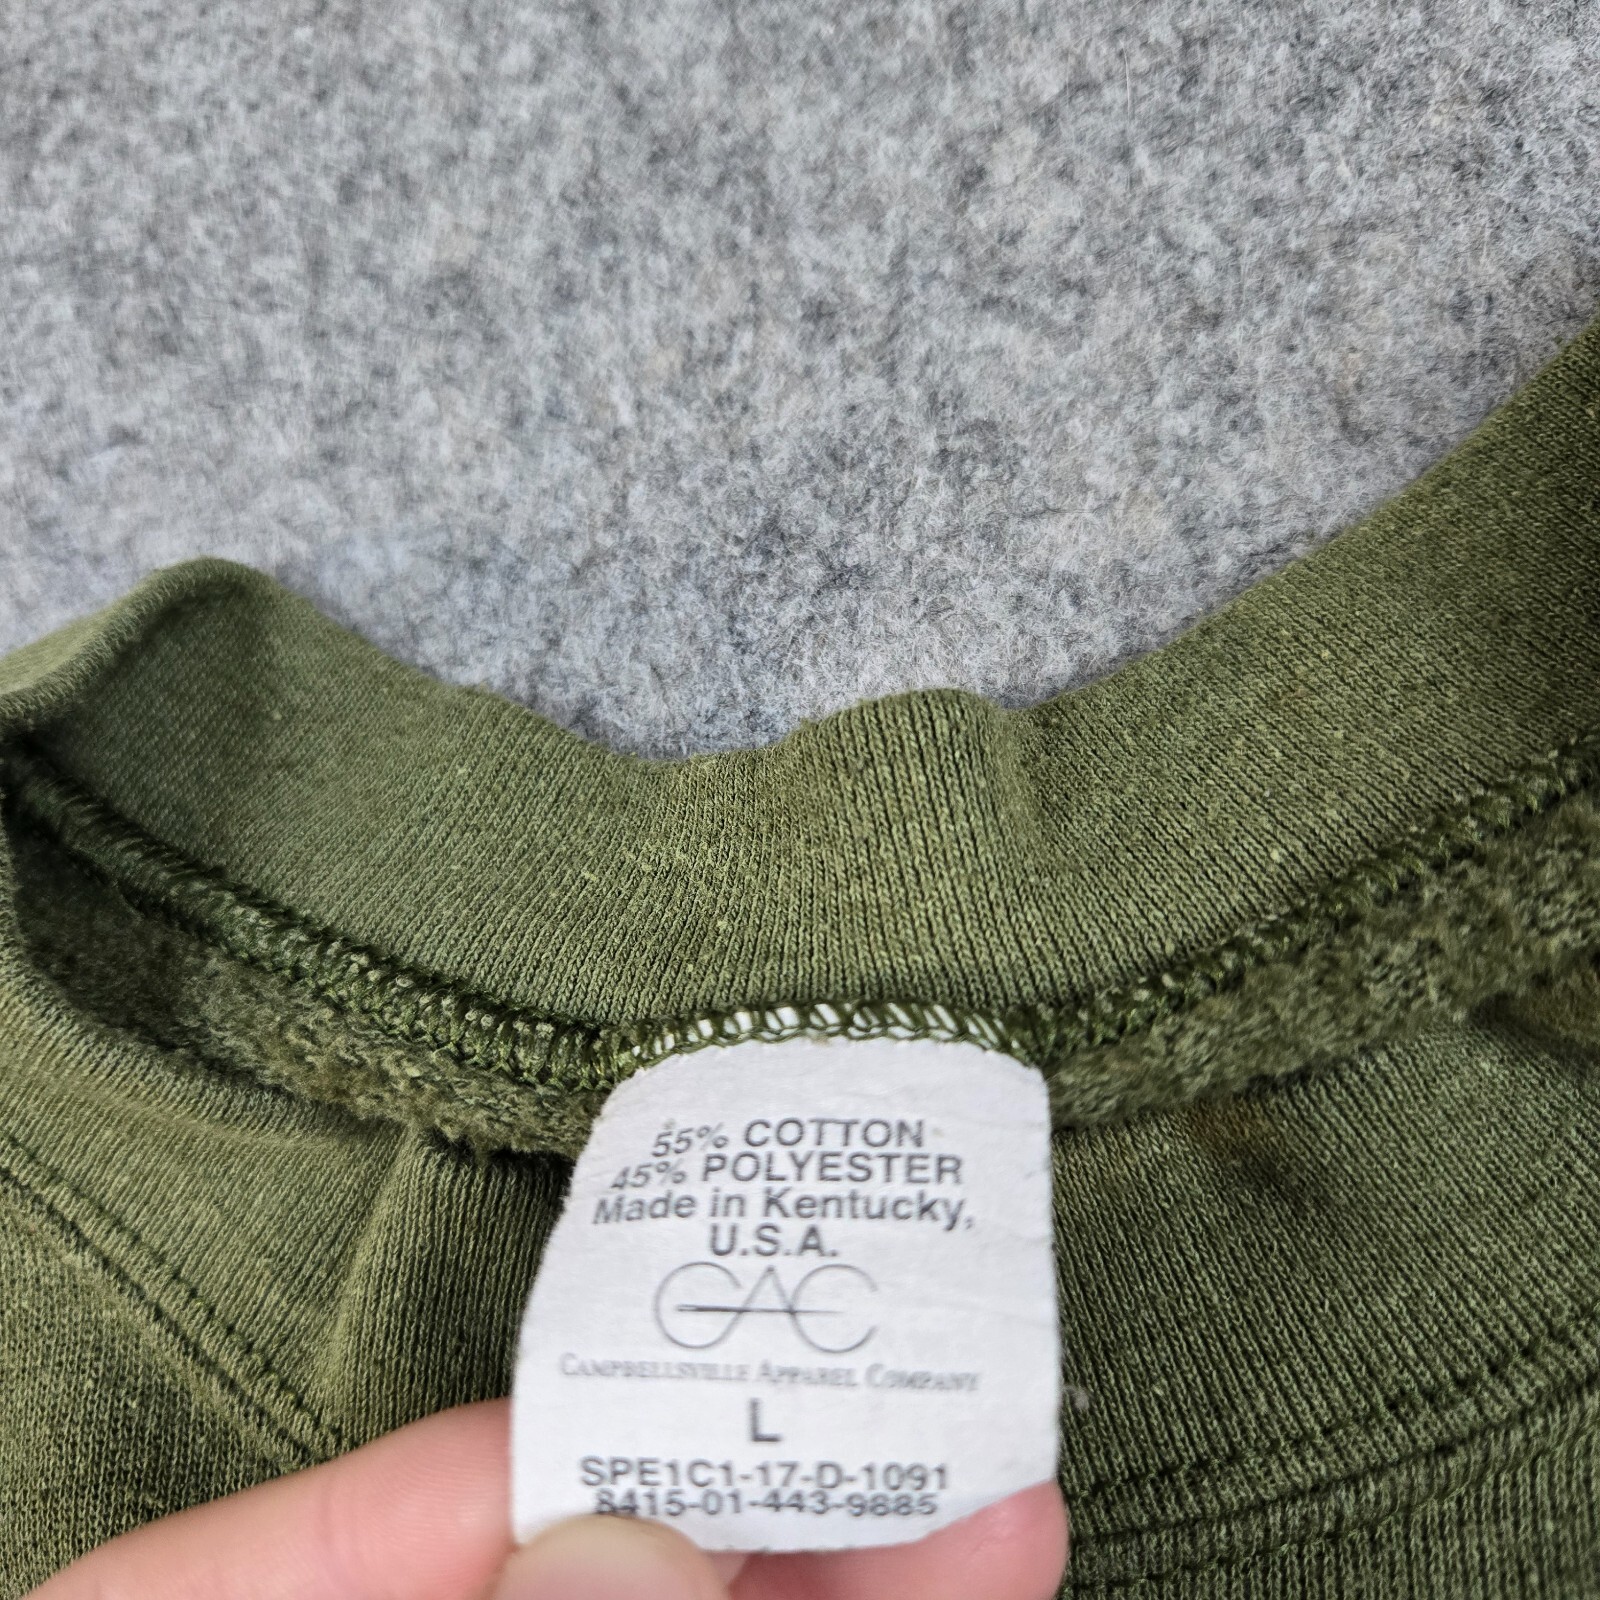 55% COTTON
45% POLYESTER
Made in Kentucky,
U.S.A.
CAC
CAMPBELLSVILLE APPAREL COMPANY
L
SPE1C1-17-D-1091
8415-01-443-9885